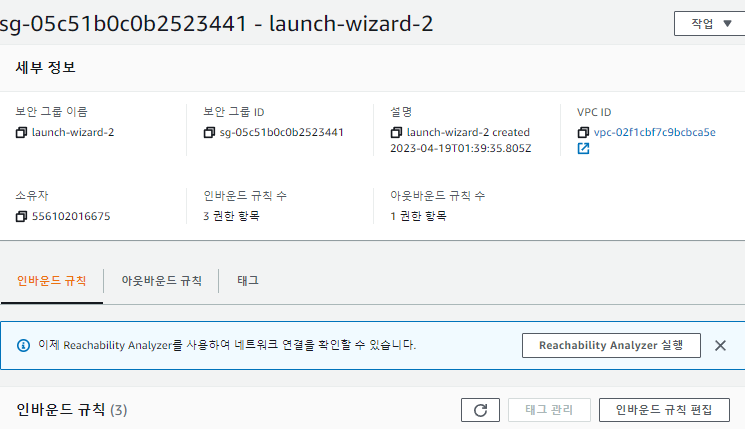 sg-05c51b0c0b2523441 - launch-wizard-2
작업
세부 정보
보안 그룹 이름
launch-wizard-2
보안 그룹 ID
sg-05c51b0c0b2523441
설명
launch-wizard-2 created
2023-04-19T01:39:35.805Z
VPC ID
vpc-02f1cbf7c9bcbca5e
소유자
556102016675
인바운드 규칙 수
3 권한 항목
아웃바운드 규칙 수
1 권한 항목
인바운드 규칙
아웃바운드 규칙
태그
이제 Reachability Analyzer를 사용하여 네트워크 연결을 확인할 수 있습니다.
Reachability Analyzer 실행
인바운드 규칙 (3)
태그 관리
인바운드 규칙 편집